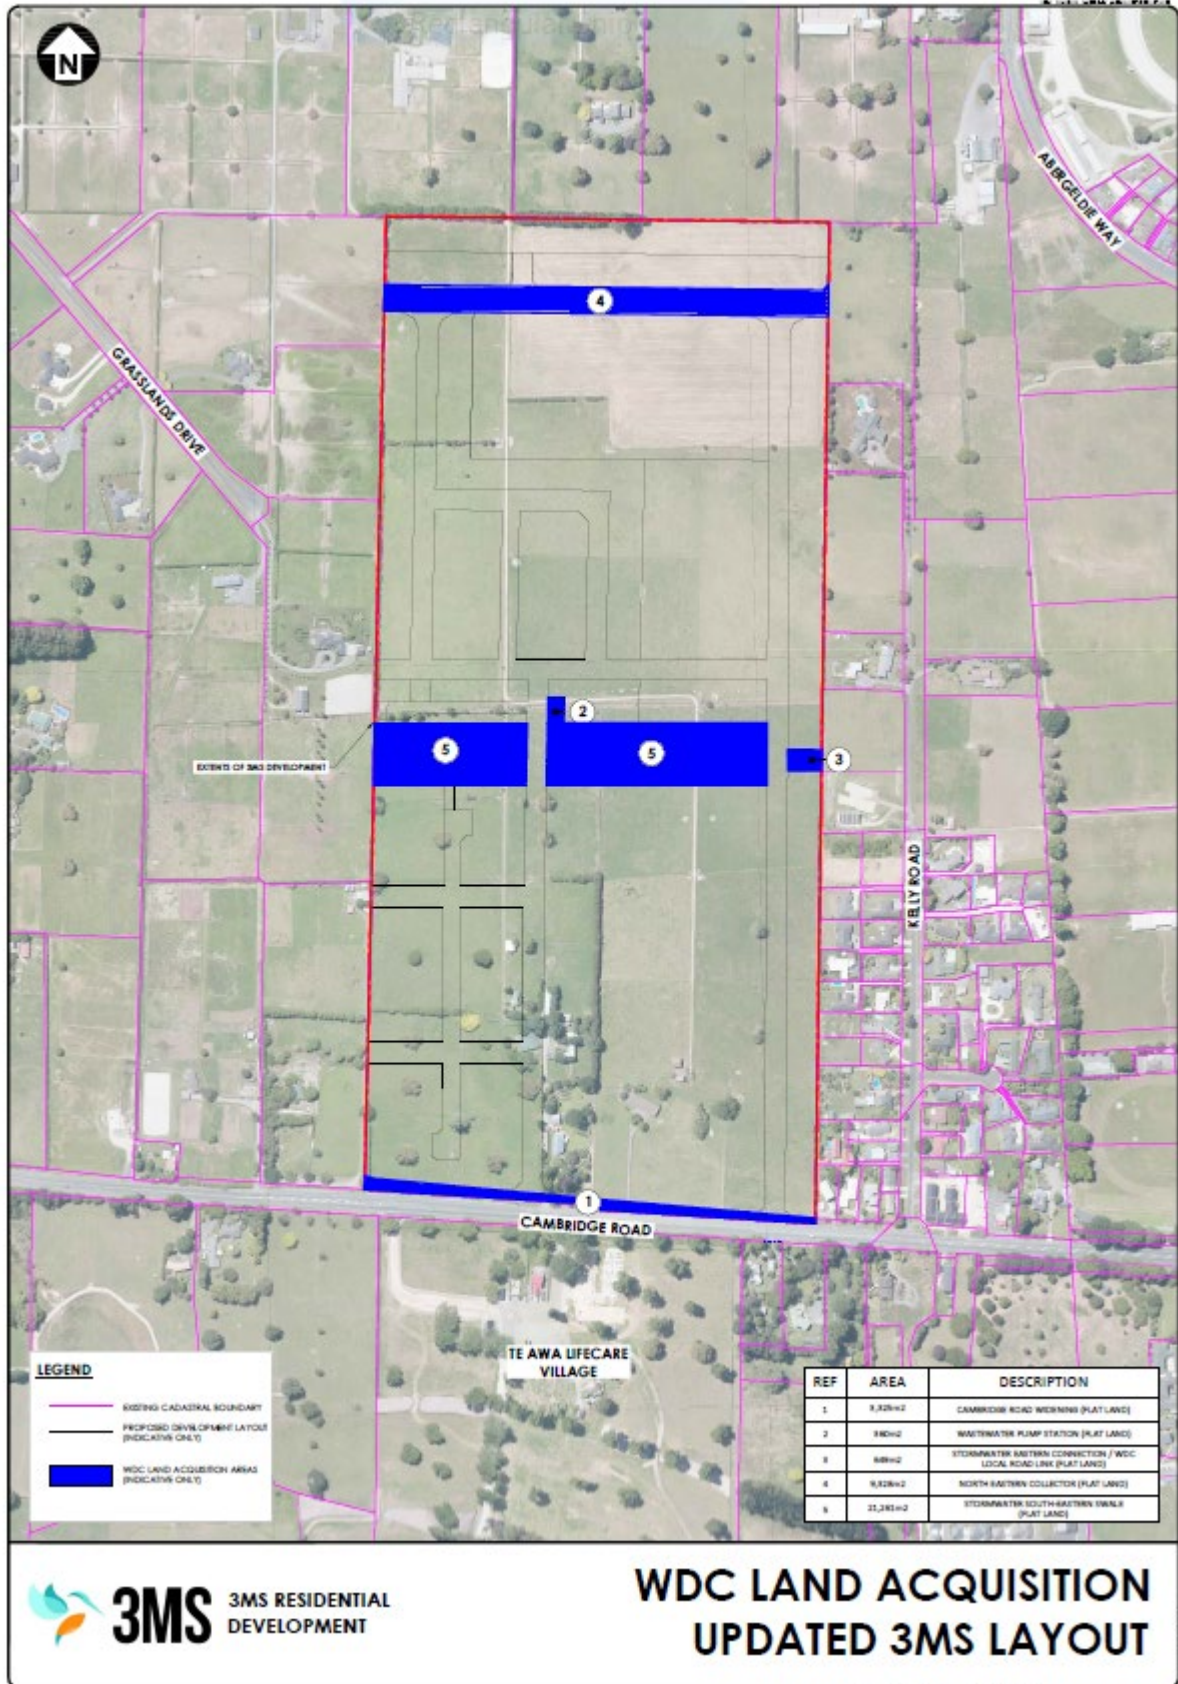 N
ABERGELDIE WAY
GRASSLANDS DRIVE
4
2
5
5
3
EXTENTS OF 3MS DEVELOPMENT
KELLY ROAD
1
CAMBRIDGE ROAD
TE AWA LIFECARE
VILLAGE
LEGEND
EXISTING CADASTRAL BOUNDARY
PROPOSED DEVELOPMENT LAYOUT
(INDICATIVE ONLY)
WDC LAND ACQUISITION AREAS
(INDICATIVE ONLY)
REF AREA DESCRIPTION
1 CAMBRIDGE ROAD WIDENING (FLAT LAND)
2 WASTEWATER PUMP STATION (FLAT LAND)
3 STORMWATER EASTERN CONNECTION / WDC
LOCAL ROAD LINK (FLAT LAND)
4 NORTH EASTERN COLLECTOR (FLAT LAND)
5 STORMWATER SOUTH-EASTERN SWALE
(FLAT LAND)
3MS
3MS RESIDENTIAL
DEVELOPMENT
WDC LAND ACQUISITION
UPDATED 3MS LAYOUT